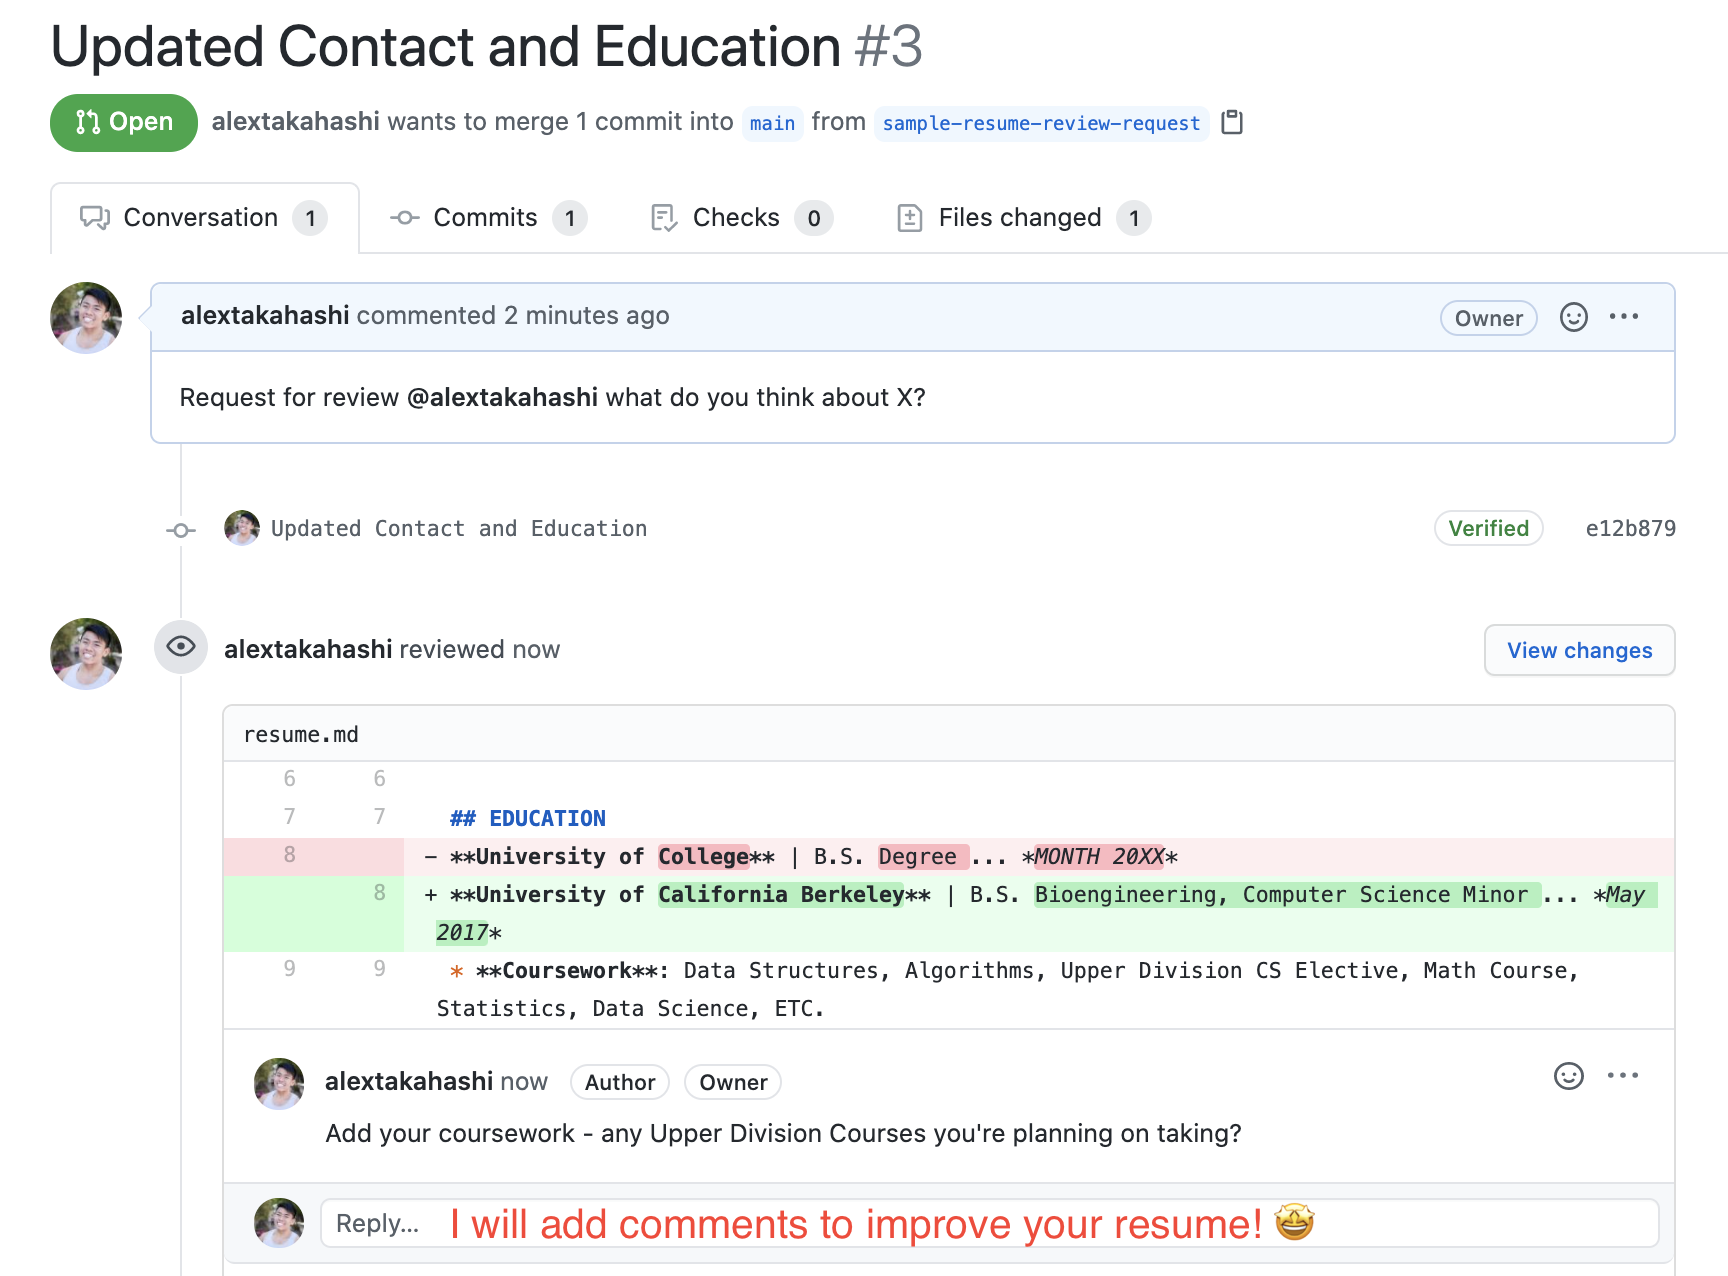 Updated Contact and Education #3
Open alextakahashi wants to merge 1 commit into main from sample-resume-review-request
Conversation 1 Commits 1 Checks 0 Files changed 1
alextakahashi commented 2 minutes ago Owner
Request for review @alextakahashi what do you think about X?
Updated Contact and Education Verified e12b879
alextakahashi reviewed now View changes
resume.md
6 6
7 7 ## EDUCATION
8 - **University of College** | B.S. Degree ... *MONTH 20XX*
8 + **University of California Berkeley** | B.S. Bioengineering, Computer Science Minor ... *May
2017*
9 9 * **Coursework**: Data Structures, Algorithms, Upper Division CS Elective, Math Course,
Statistics, Data Science, ETC.
alextakahashi now Author Owner
Add your coursework - any Upper Division Courses you're planning on taking?
Reply... I will add comments to improve your resume! 🤩